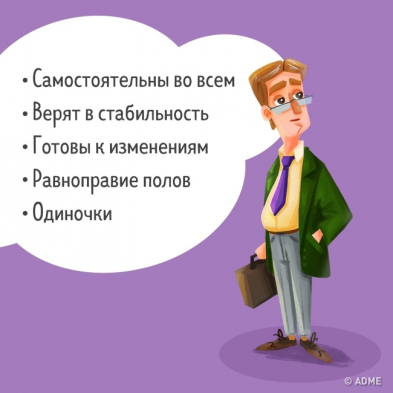 • Самостоятельны во всем
• Верят в стабильность
• Готовы к изменениям
• Равноправие полов
• Одиночки
© ADME